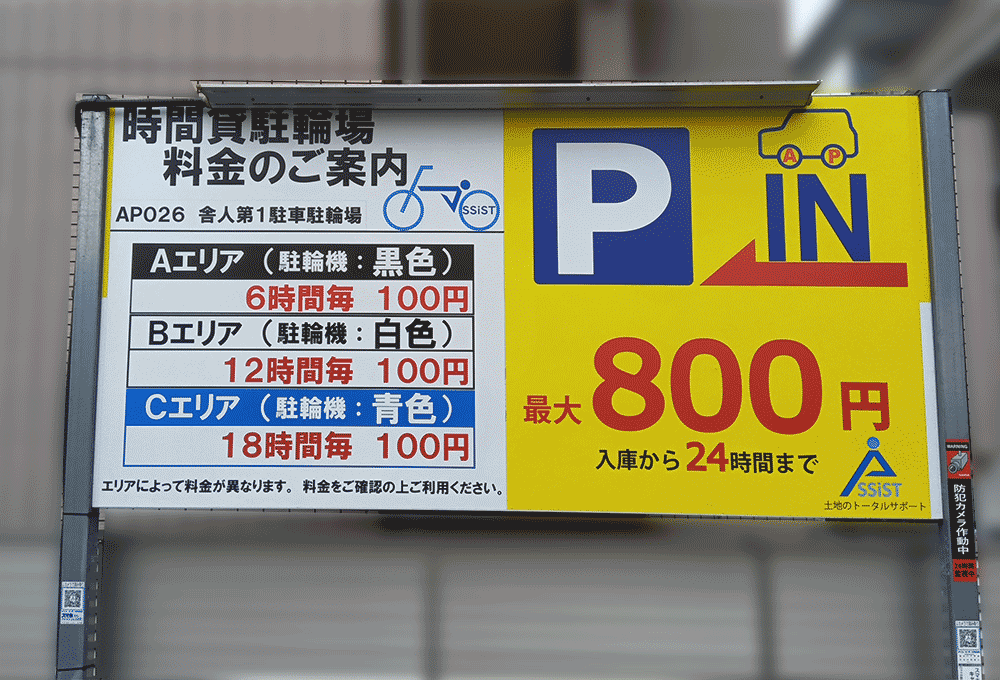 時間貸駐輪場
料金のご案内
SSiST
AP026 舎人第1駐車駐輪場
Aエリア（駐輪機：黒色）
6時間毎 100円
Bエリア（駐輪機：白色）
12時間毎 100円
Cエリア（駐輪機：青色）
18時間毎 100円
エリアによって料金が異なります。 料金をご確認の上ご利用ください。
P
A P
IN
最大 800円
入庫から24時間まで
SSiST
土地のトータルサポート
WARNING
防犯カメラ作動中